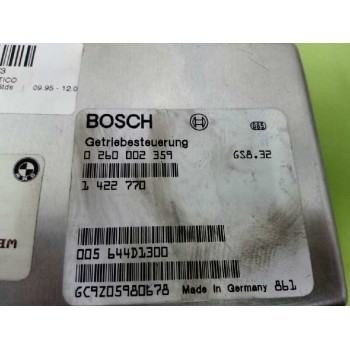 TICO
09.95 - 12.0
BOSCH
Getriebesteuerung
0 260 002 359 GS8.32
1 422 770
005 644D1300
GC9Z05980678 Made in Germany 861